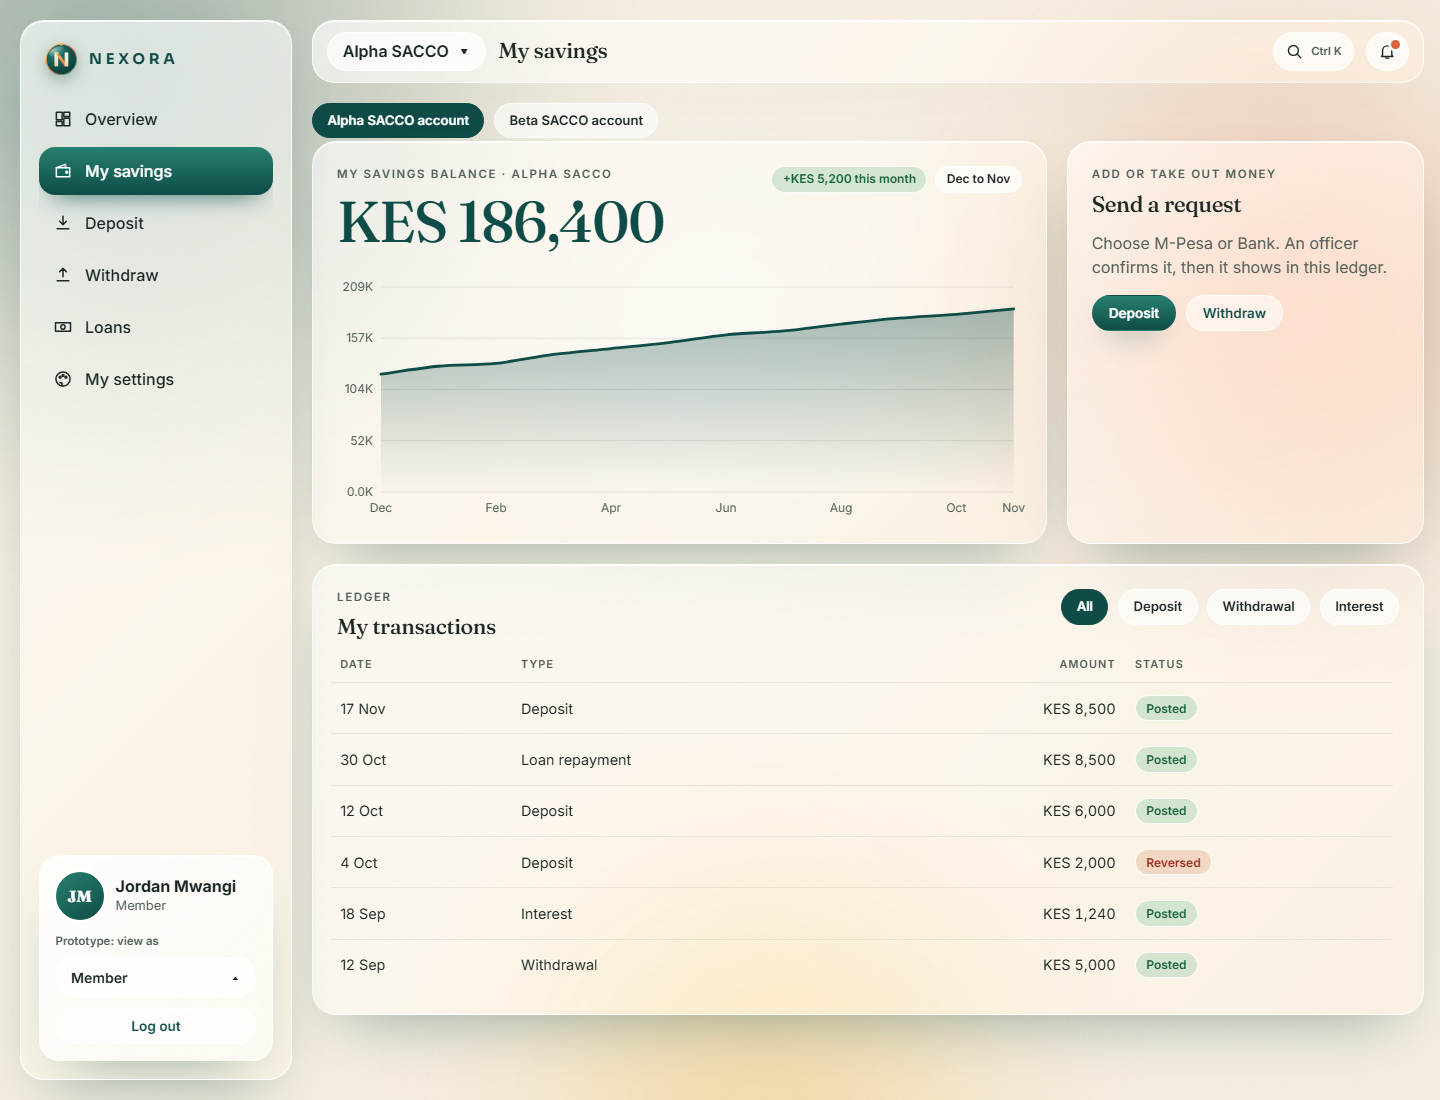 NEXORA
Overview
My savings
Deposit
Withdraw
Loans
My settings
JM
Jordan Mwangi
Member
Prototype: view as
Member
Log out
Alpha SACCO
My savings
Ctrl K
Alpha SACCO account
Beta SACCO account
MY SAVINGS BALANCE · ALPHA SACCO
+KES 5,200 this month
Dec to Nov
KES 186,400
209K
157K
104K
52K
0.0K
Dec Feb Apr Jun Aug Oct Nov
ADD OR TAKE OUT MONEY
Send a request
Choose M-Pesa or Bank. An officer
confirms it, then it shows in this ledger.
Deposit Withdraw
LEDGER
My transactions
All Deposit Withdrawal Interest
DATE TYPE AMOUNT STATUS
17 Nov Deposit KES 8,500 Posted
30 Oct Loan repayment KES 8,500 Posted
12 Oct Deposit KES 6,000 Posted
4 Oct Deposit KES 2,000 Reversed
18 Sep Interest KES 1,240 Posted
12 Sep Withdrawal KES 5,000 Posted